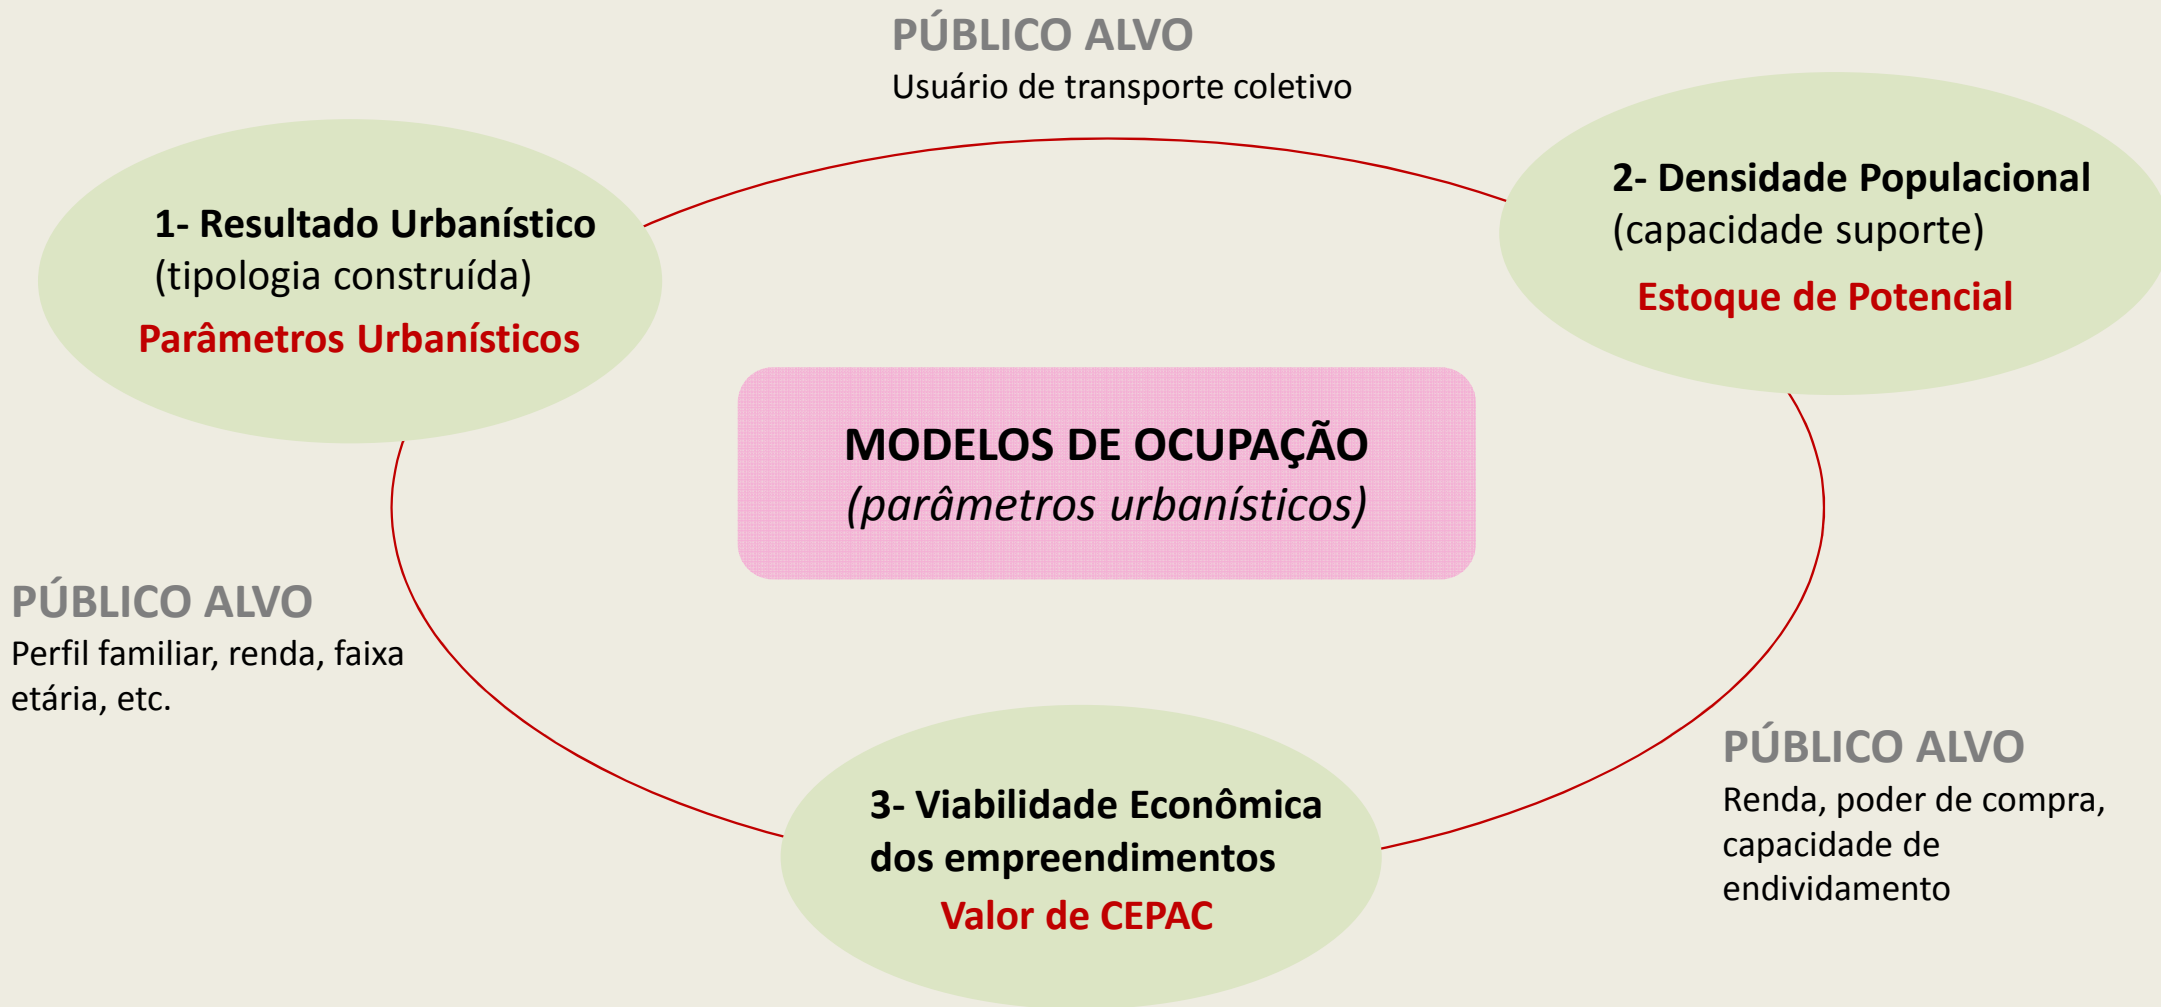 PÚBLICO ALVO
Usuário de transporte coletivo
1- Resultado Urbanístico
(tipologia construída)
Parâmetros Urbanísticos
2- Densidade Populacional
(capacidade suporte)
Estoque de Potencial
MODELOS DE OCUPAÇÃO
(parâmetros urbanísticos)
PÚBLICO ALVO
Perfil familiar, renda, faixa
etária, etc.
3- Viabilidade Econômica
dos empreendimentos
Valor de CEPAC
PÚBLICO ALVO
Renda, poder de compra,
capacidade de
endividamento